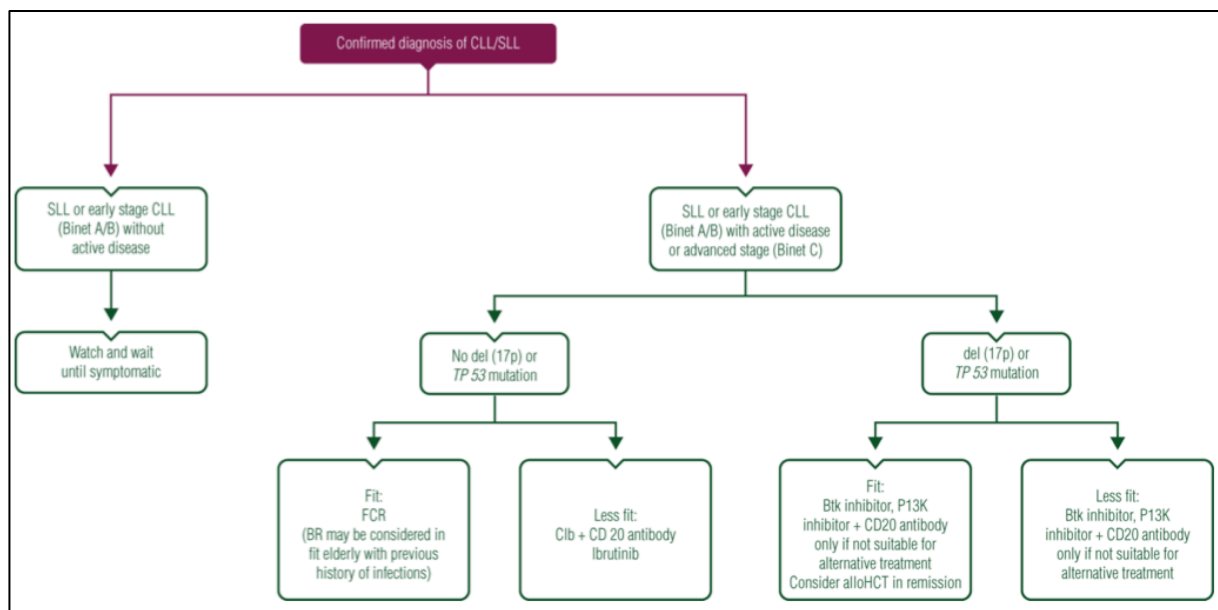 Confirmed diagnosis of CLL/SLL
SLL or early stage CLL
(Binet A/B) without
active disease
SLL or early stage CLL
(Binet A/B) with active disease
or advanced stage (Binet C)
Watch and wait
until symptomatic
No del (17p) or
TP 53 mutation
del (17p) or
TP 53 mutation
Fit:
FCR
(BR may be considered in
fit elderly with previous
history of infections)
Less fit:
Clb + CD 20 antibody
Ibrutinib
Fit:
Btk inhibitor, P13K
inhibitor + CD20 antibody
only if not suitable for
alternative treatment
Consider alloHCT in remission
Less fit:
Btk inhibitor, P13K
inhibitor + CD20 antibody
only if not suitable for
alternative treatment